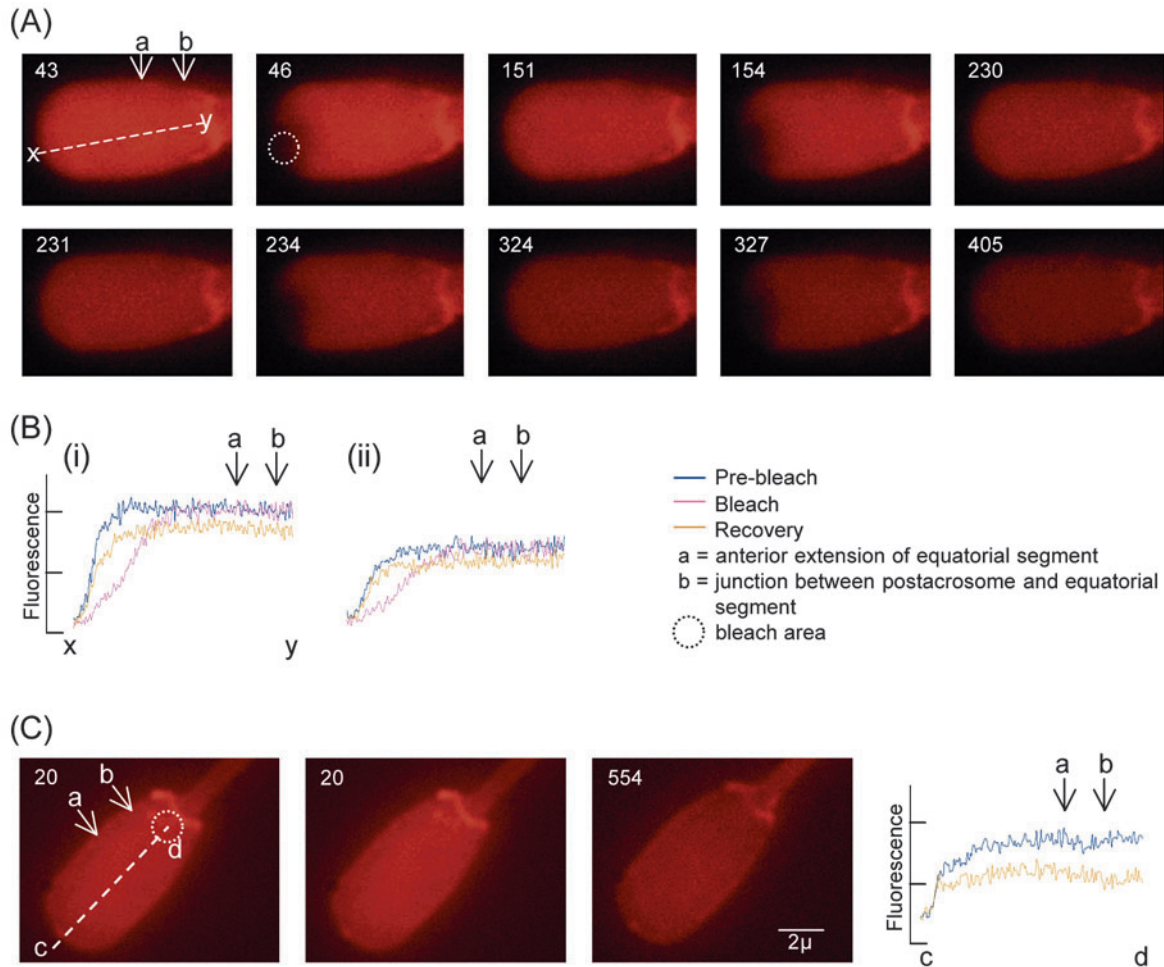 (A)
a b
43 46 151 154 230
x y
231 234 324 327 405
(B)
(i) a b (ii) a b
Fluorescence
x y
Pre-bleach
Bleach
Recovery
a = anterior extension of equatorial segment
b = junction between postacrosome and equatorial
segment
bleach area
(C)
20 20 554
a b
d
c
2μ
a b
Fluorescence
c d